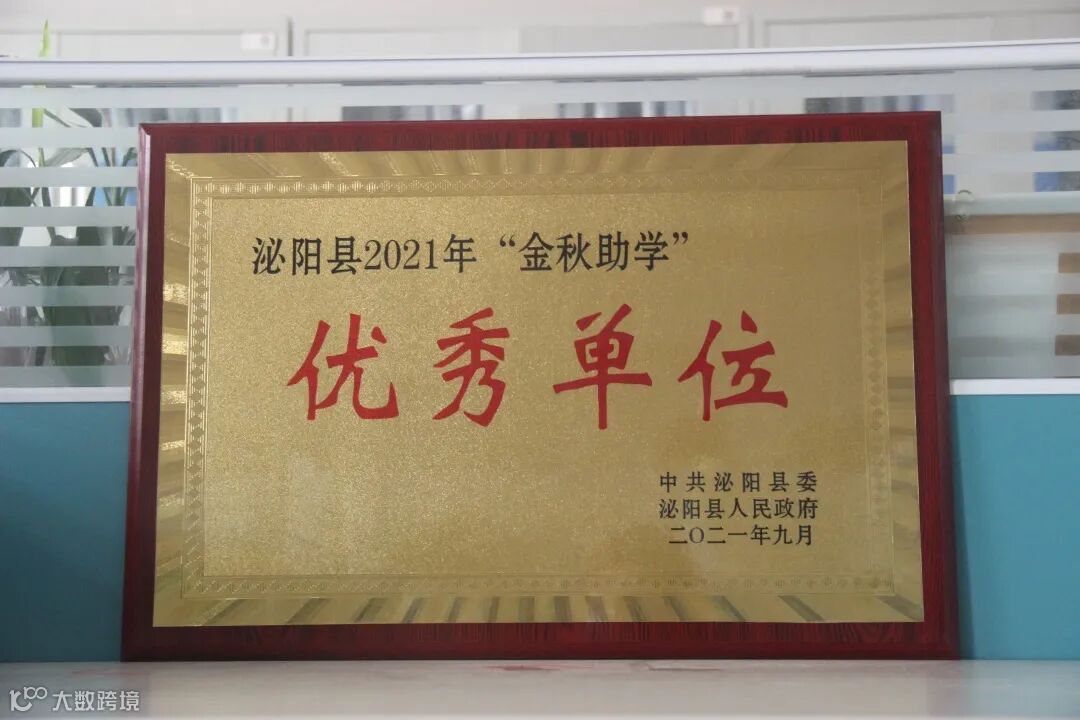 泌阳县2021年“金秋助学”
优秀单位
中共泌阳县委
泌阳县人民政府
二〇二一年九月
大数跨境